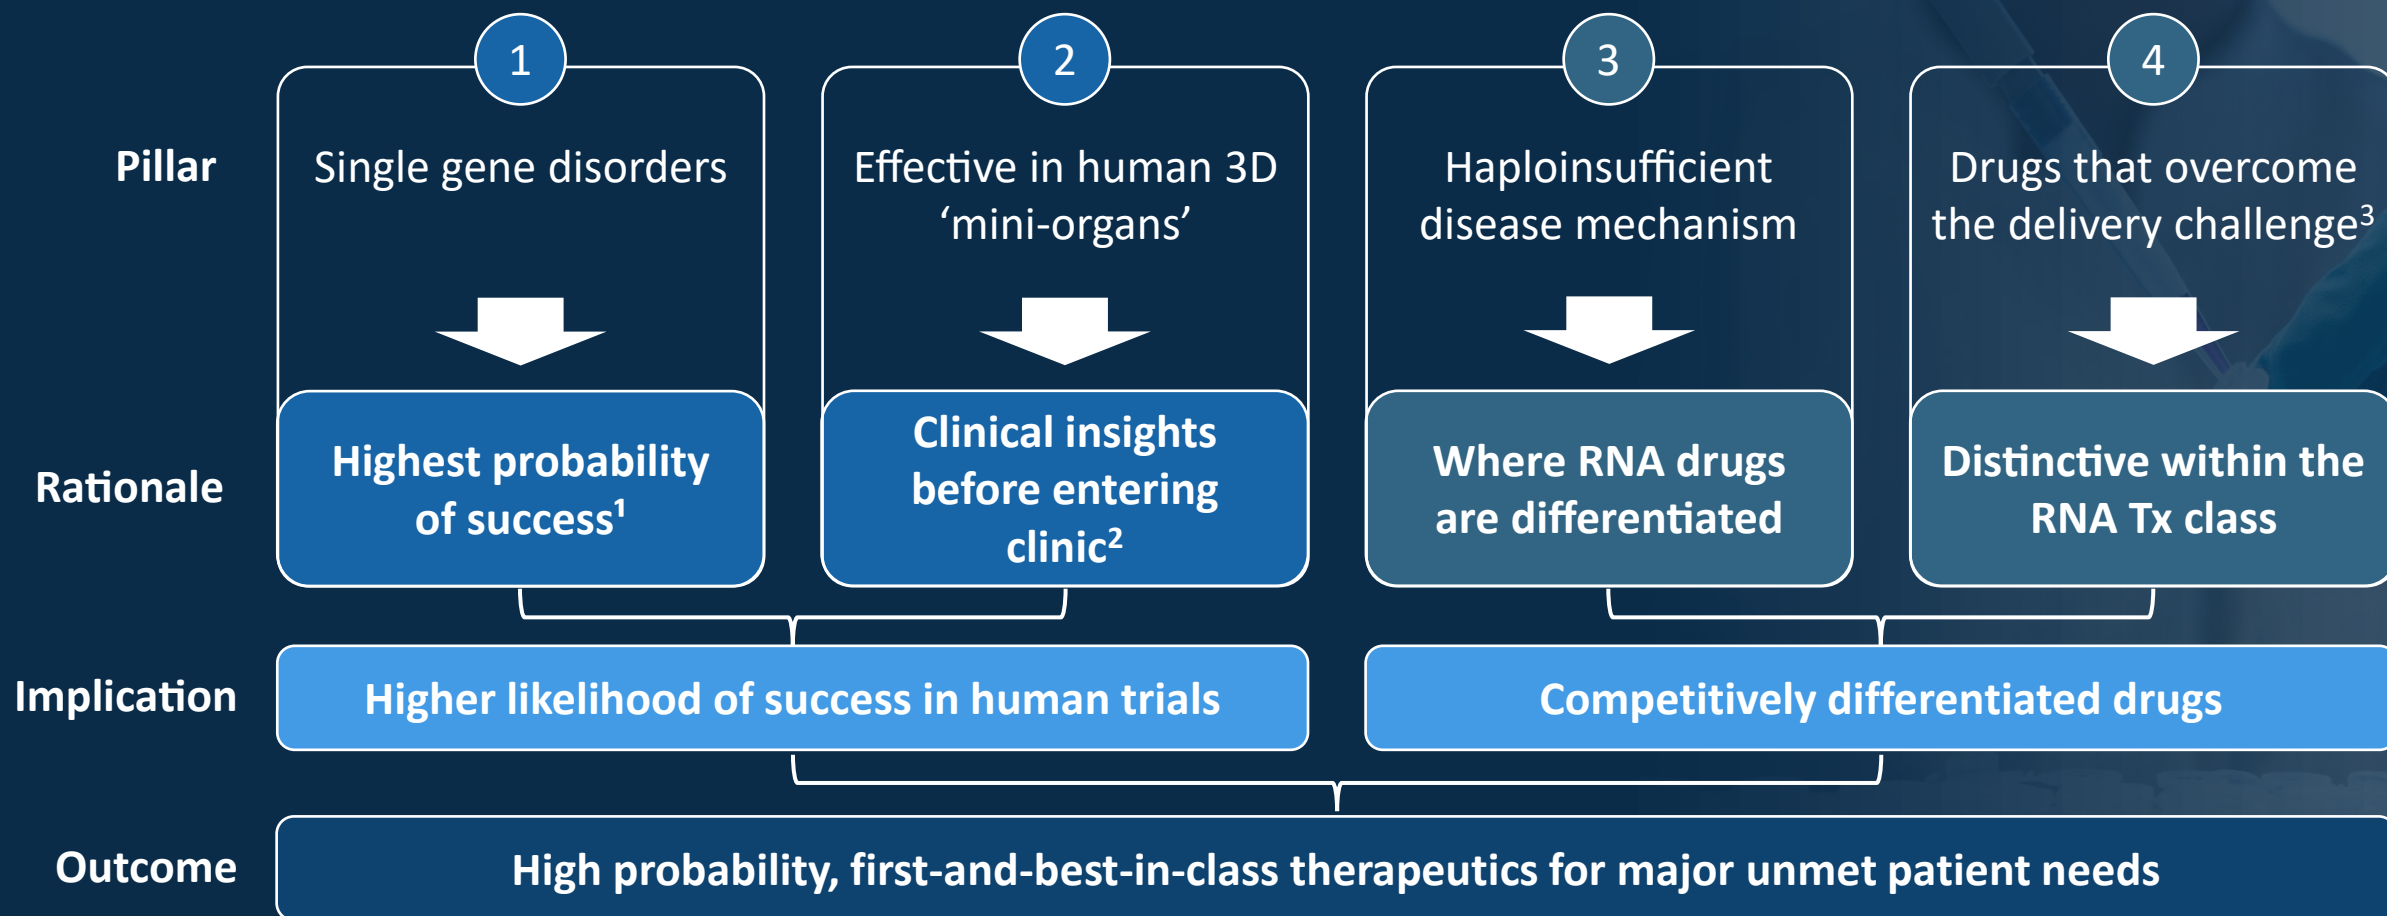 1
2
3
4
Pillar
Single gene disorders
Effective in human 3D
‘mini-organs’
Haploinsufficient
disease mechanism
Drugs that overcome
the delivery challenge³
Rationale
Highest probability
of success¹
Clinical insights
before entering
clinic²
Where RNA drugs
are differentiated
Distinctive within the
RNA Tx class
Implication
Higher likelihood of success in human trials
Competitively differentiated drugs
Outcome
High probability, first-and-best-in-class therapeutics for major unmet patient needs